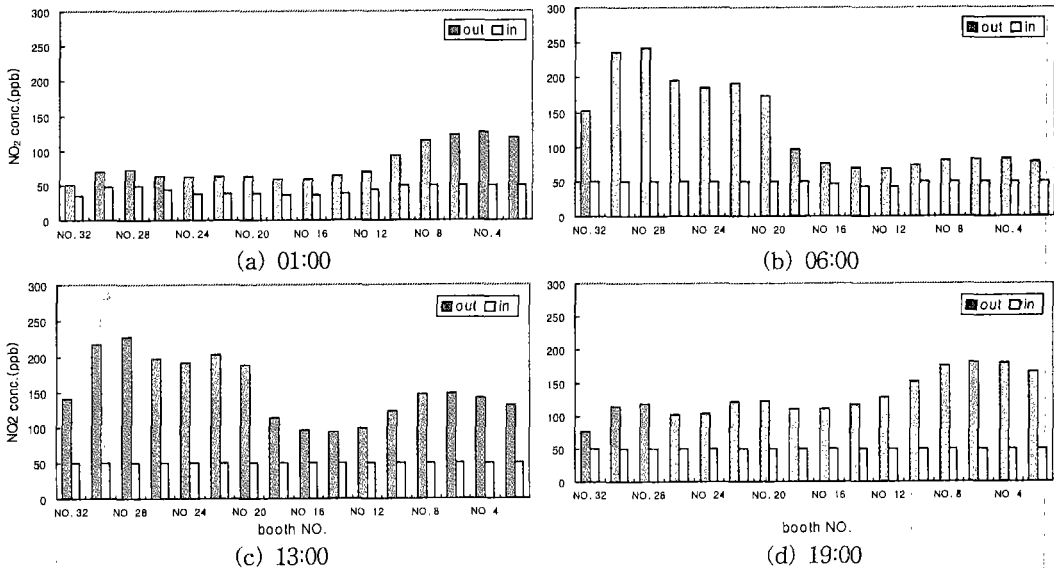 300
250
200
150
100
50
0
NO₂ conc.(ppb)
out in
NO. 32 NO. 28 NO. 24 NO. 20 NO 16 NO 12 NO 8 NO. 4
(a) 01:00
300
250
200
150
100
50
0
out in
NO. 32 NO 28 NO 24 NO 20 NO. 16 NO 12 NO 8 NO 4
(b) 06:00
300
250
200
150
100
50
0
NO2 conc.(ppb)
out in
NO. 32 NO 28 NO 24 NO 20 NO 16 NO 12 NO.8 NO 4
booth NO.
(c) 13:00
300
250
200
150
100
50
0
out in
NO. 32 NO.28 NO 24 NO. 20 NO 16 NO 12 NO. 8 NO 4
booth NO.
(d) 19:00